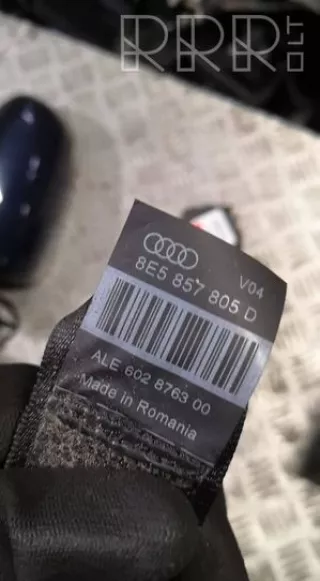 RRR.LT
V04
8E5 857 805 D
ALE 602 8763 00
Made in Romania